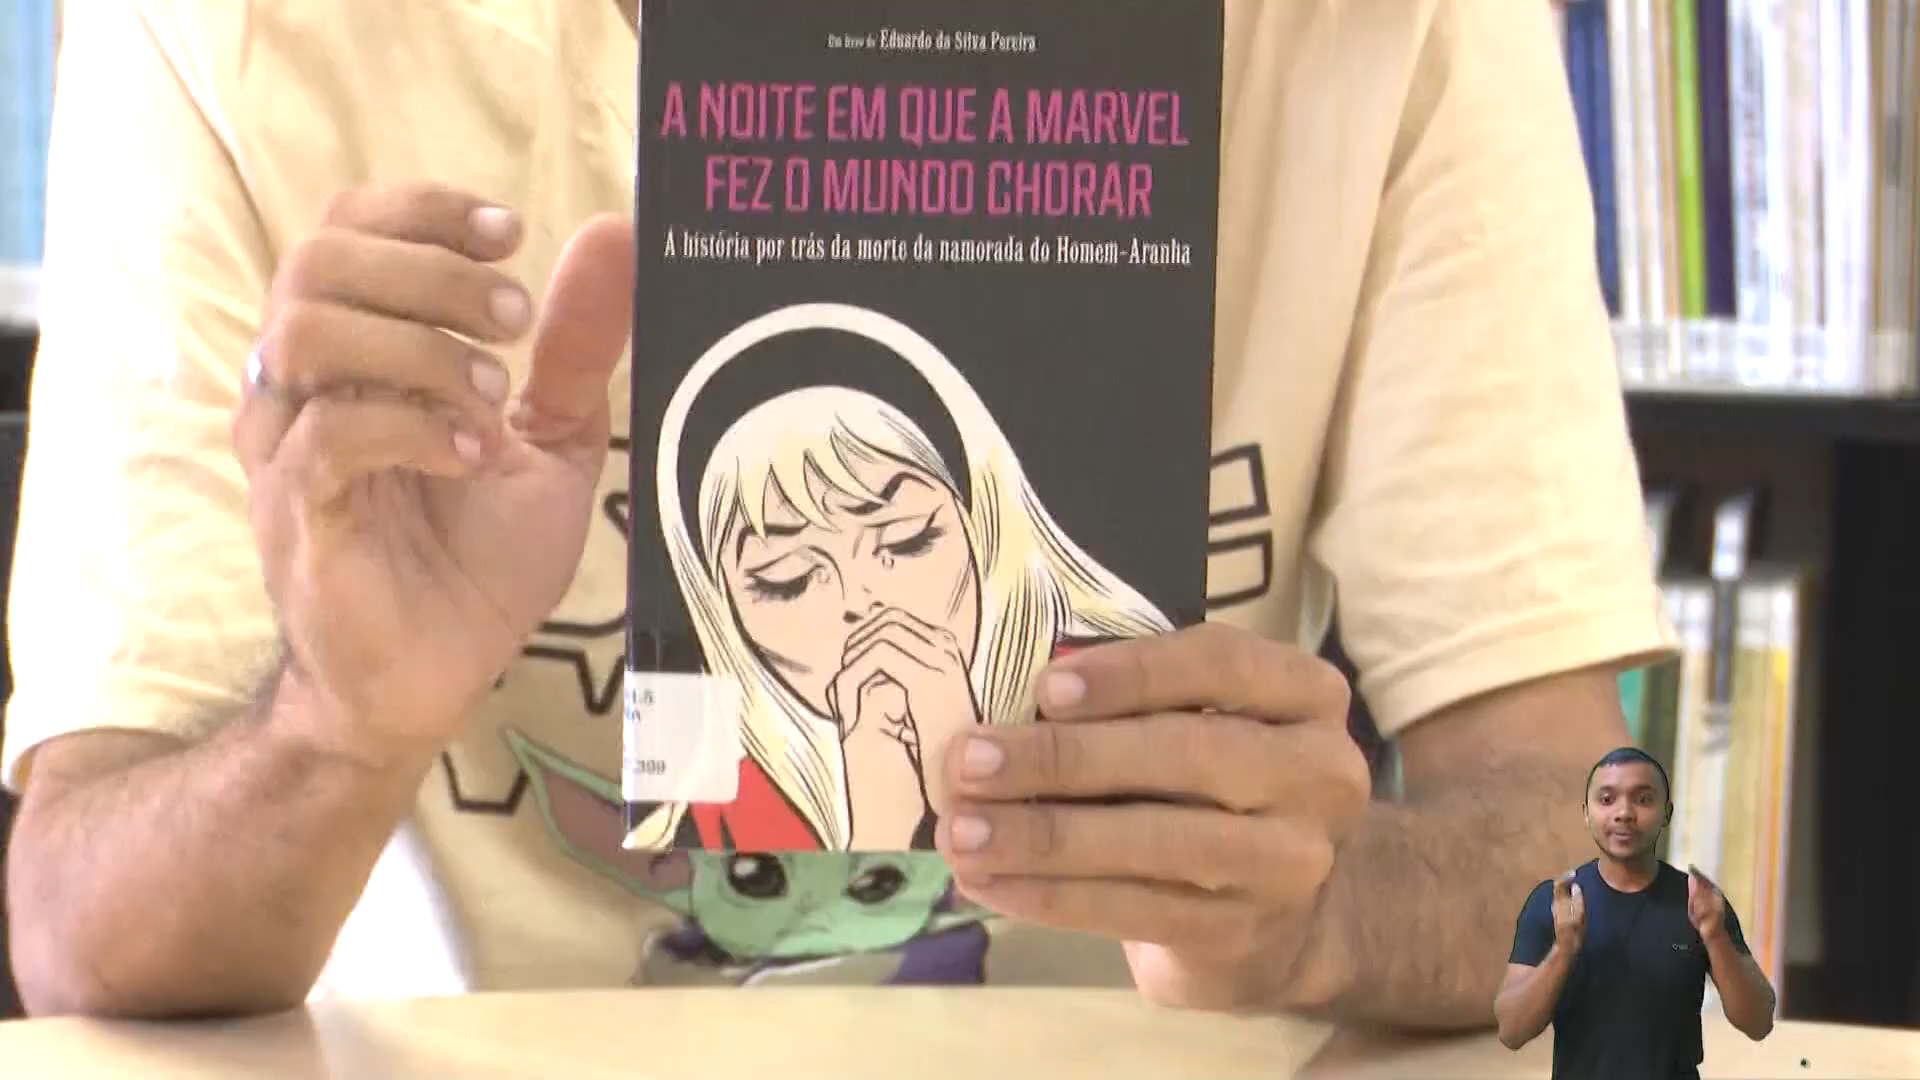 Um livro de Eduardo da Silva Pereira
A NOITE EM QUE A MARVEL
FEZ O MUNDO CHORAR
A história por trás da morte da namorada do Homem-Aranha
399